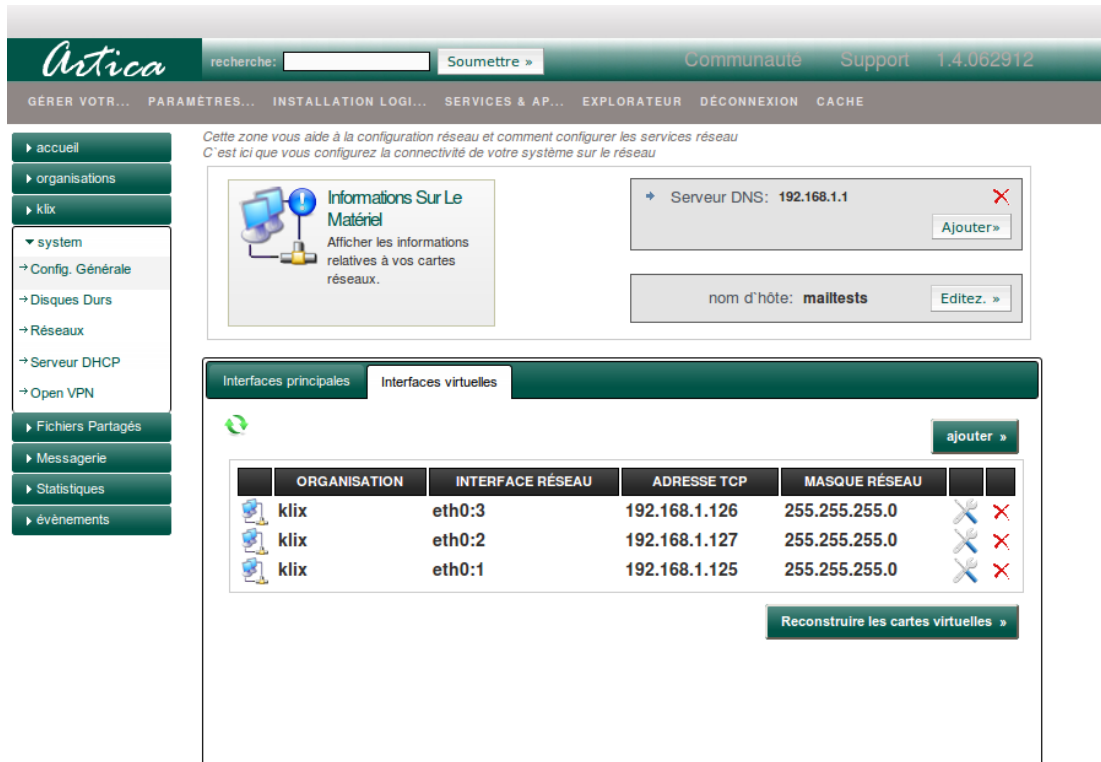 Artica
recherche: Soumettre » Communauté Support 1.4.062912
GÉRER VOTR... PARAMÈTRES... INSTALLATION LOGI... SERVICES & AP... EXPLORATEUR DÉCONNEXION CACHE
accueil
organisations
klix
system
Config. Générale
Disques Durs
Réseaux
Serveur DHCP
Open VPN
Fichiers Partagés
Messagerie
Statistiques
évènements
Cette zone vous aide à la configuration réseau et comment configurer les services réseau
C`est ici que vous configurez la connectivité de votre système sur le réseau
Informations Sur Le
Matériel
Afficher les informations
relatives à vos cartes
réseaux.
Serveur DNS: 192.168.1.1
Ajouter»
nom d`hôte: mailtests Editez. »
Interfaces principales Interfaces virtuelles
ajouter »
ORGANISATION INTERFACE RÉSEAU ADRESSE TCP MASQUE RÉSEAU
klix eth0:3 192.168.1.126 255.255.255.0
klix eth0:2 192.168.1.127 255.255.255.0
klix eth0:1 192.168.1.125 255.255.255.0
Reconstruire les cartes virtuelles »